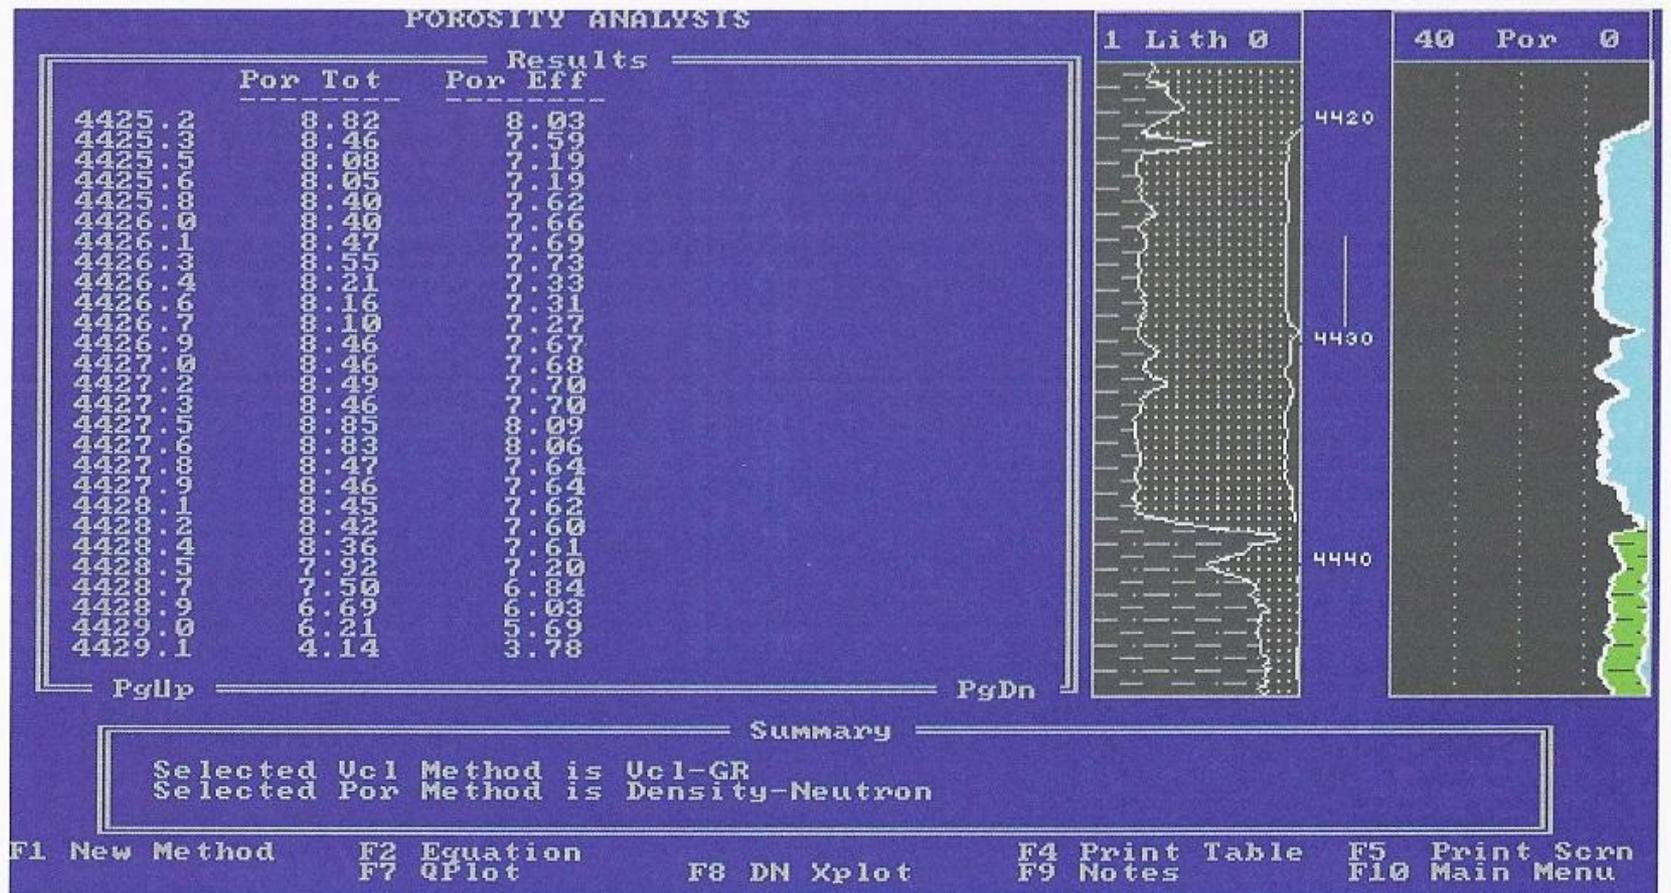 POROSITY ANALYSIS
Results
Por Tot Por Eff
4425.2 8.82 8.03
4425.3 8.46 7.59
4425.5 8.08 7.19
4425.6 8.05 7.19
4425.8 8.40 7.62
4426.0 8.40 7.66
4426.1 8.47 7.69
4426.3 8.55 7.73
4426.4 8.21 7.33
4426.6 8.16 7.31
4426.7 8.10 7.27
4426.9 8.46 7.67
4427.0 8.46 7.68
4427.2 8.49 7.70
4427.3 8.46 7.70
4427.5 8.85 8.09
4427.6 8.83 8.06
4427.8 8.47 7.64
4427.9 8.46 7.64
4428.1 8.45 7.62
4428.2 8.42 7.60
4428.4 8.36 7.61
4428.5 7.92 7.20
4428.7 7.50 6.84
4428.9 6.69 6.03
4429.0 6.21 5.69
4429.1 4.14 3.78
PgUp PgDn
1 Lith 0
4420
4430
4440
40 Por 0
Summary
Selected Vcl Method is Vcl-GR
Selected Por Method is Density-Neutron
F1 New Method F2 Equation F4 Print Table F5 Print Scrn
F7 QPlot F8 DN Xplot F9 Notes F10 Main Menu